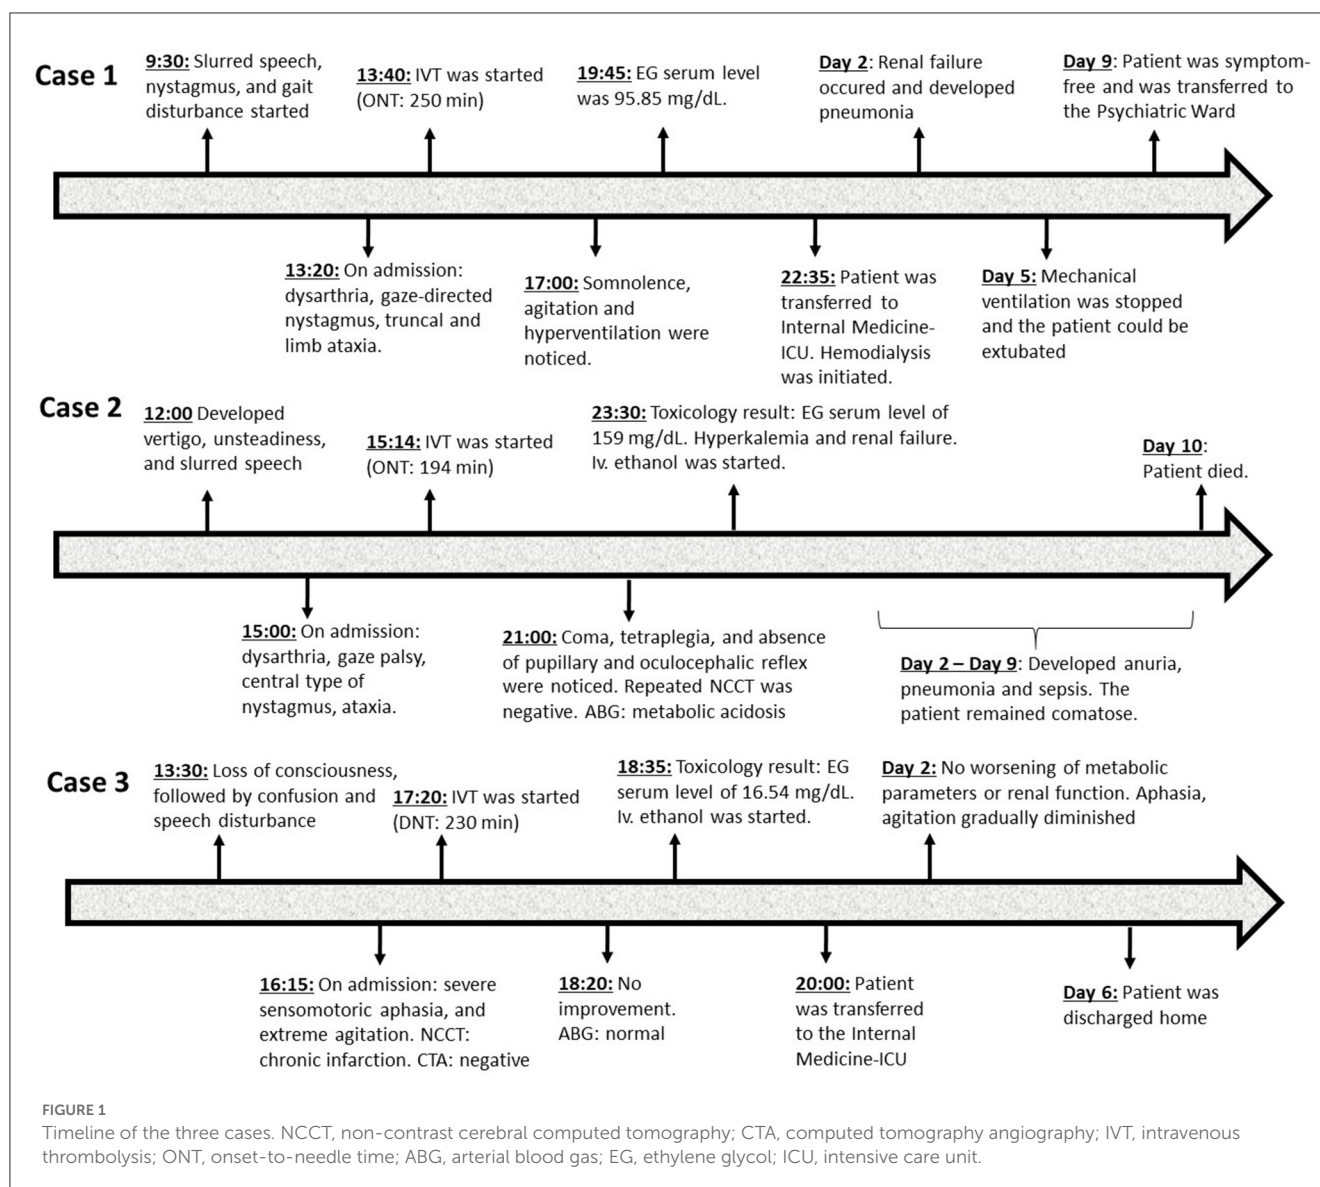 Case 1
9:30: Slurred speech,
nystagmus, and gait
disturbance started
13:40: IVT was started
(ONT: 250 min)
19:45: EG serum level
was 95.85 mg/dL.
Day 2: Renal failure
occured and developed
pneumonia
Day 9: Patient was symptom-
free and was transferred to
the Psychiatric Ward
13:20: On admission:
dysarthria, gaze-directed
nystagmus, truncal and
limb ataxia.
17:00: Somnolence,
agitation and
hyperventilation were
noticed.
22:35: Patient was
transferred to
Internal Medicine-
ICU. Hemodialysis
was initiated.
Day 5: Mechanical
ventilation was stopped
and the patient could be
extubated
Case 2
12:00 Developed
vertigo, unsteadiness,
and slurred speech
15:14: IVT was started
(ONT: 194 min)
23:30: Toxicology result: EG serum level of
159 mg/dL. Hyperkalemia and renal failure.
Iv. ethanol was started.
Day 10:
Patient died.
15:00: On admission:
dysarthria, gaze palsy,
central type of
nystagmus, ataxia.
21:00: Coma, tetraplegia, and absence
of pupillary and oculocephalic reflex
were noticed. Repeated NCCT was
negative. ABG: metabolic acidosis
Day 2 – Day 9: Developed anuria,
pneumonia and sepsis. The
patient remained comatose.
Case 3
13:30: Loss of consciousness,
followed by confusion and
speech disturbance
17:20: IVT was started
(DNT: 230 min)
18:35: Toxicology result: EG
serum level of 16.54 mg/dL.
Iv. ethanol was started.
Day 2: No worsening of metabolic
parameters or renal function. Aphasia,
agitation gradually diminished
16:15: On admission: severe
sensomotoric aphasia, and
extreme agitation. NCCT:
chronic infarction. CTA: negative
18:20: No
improvement.
ABG: normal
20:00: Patient
was transferred
to the Internal
Medicine-ICU
Day 6: Patient was
discharged home
FIGURE 1
Timeline of the three cases. NCCT, non-contrast cerebral computed tomography; CTA, computed tomography angiography; IVT, intravenous
thrombolysis; ONT, onset-to-needle time; ABG, arterial blood gas; EG, ethylene glycol; ICU, intensive care unit.